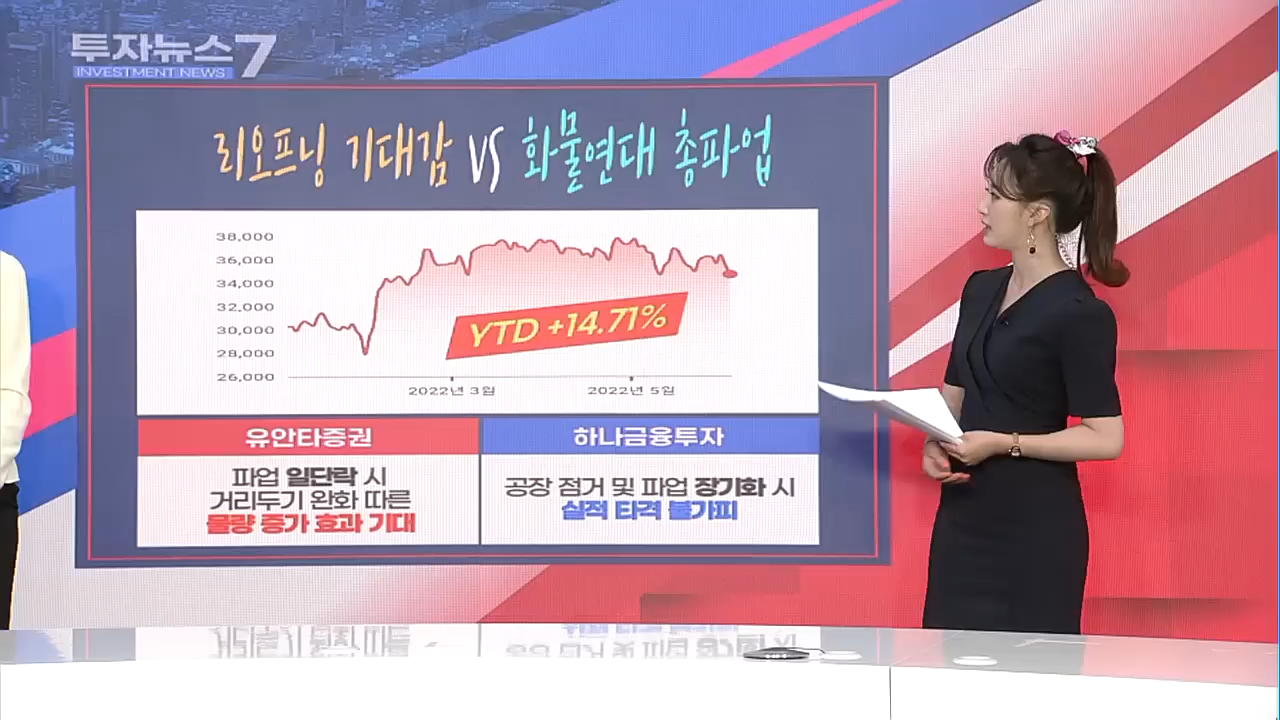 투자뉴스7
INVESTMENT NEWS
리오프닝 기대감 VS 화물연대 총파업
38,000
36,000
34,000
32,000
30,000
28,000
26,000
YTD +14.71%
2022년 3월
2022년 5월
유안타증권
파업 일단락 시
거리두기 완화 따른
물량 증가 효과 기대
하나금융투자
공장 점거 및 파업 장기화 시
실적 타격 불가피